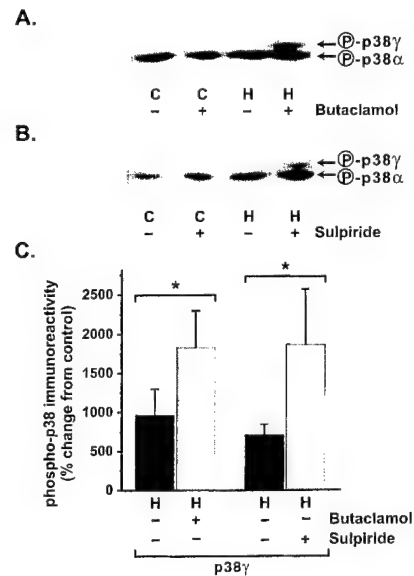 A.
Ⓟ-p38γ
Ⓟ-p38α
C C H H
− + − + Butaclamol
B.
Ⓟ-p38γ
Ⓟ-p38α
C C H H
− + − + Sulpiride
C.
phospho-p38 immunoreactivity
(% change from control)
2500
2000
1500
1000
500
0
* *
H H H H
− + − − Butaclamol
− − − + Sulpiride
p38γ